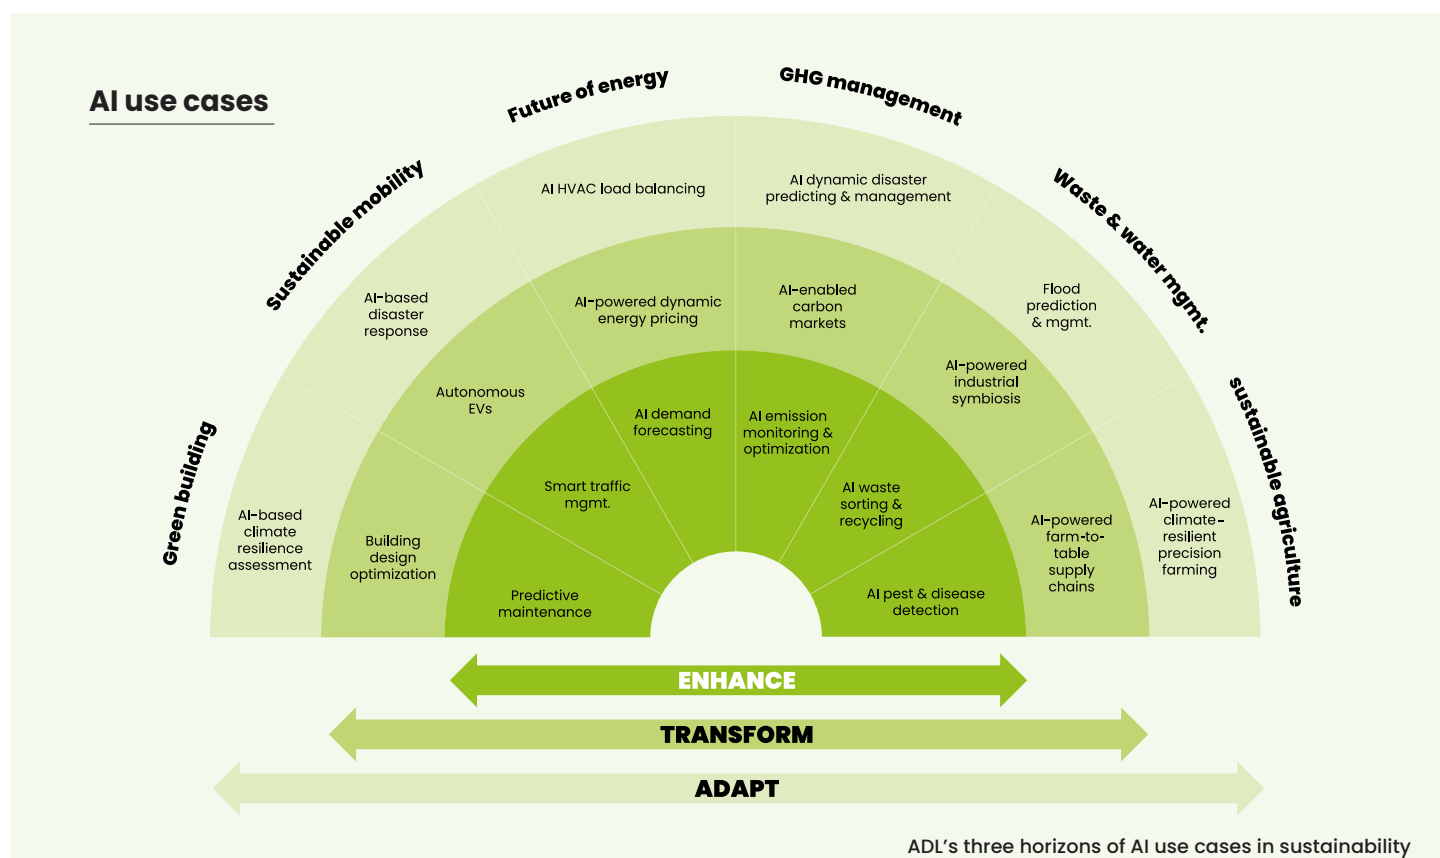 AI use cases
Future of energy
GHG management
Sustainable mobility
Waste & water mgmt.
Green building
sustainable agriculture
AI HVAC load balancing
AI dynamic disaster
predicting & management
AI-based
disaster
response
Flood
prediction
& mgmt.
AI-based
climate
resilience
assessment
AI-powered
climate-
resilient
precision
farming
AI-powered dynamic
energy pricing
AI-enabled
carbon
markets
Autonomous
EVs
AI-powered
industrial
symbiosis
Building
design
optimization
AI-powered
farm-to-
table
supply
chains
AI demand
forecasting
AI emission
monitoring &
optimization
Smart traffic
mgmt.
AI waste
sorting &
recycling
Predictive
maintenance
AI pest & disease
detection
ENHANCE
TRANSFORM
ADAPT
ADL's three horizons of AI use cases in sustainability